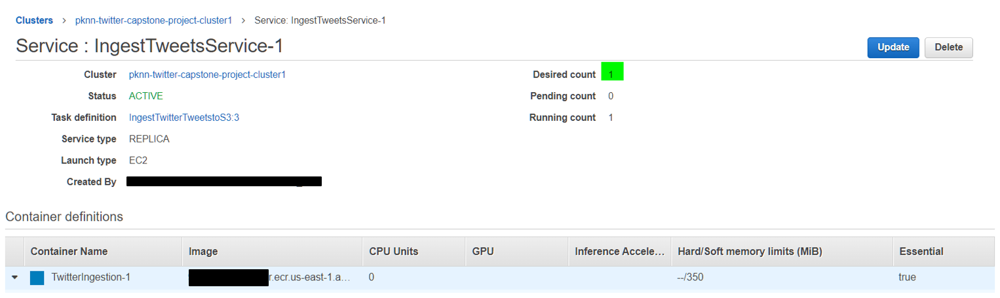 Clusters > pknn-twitter-capstone-project-cluster1 > Service: IngestTweetsService-1
Service : IngestTweetsService-1
Update
Delete
Cluster pknn-twitter-capstone-project-cluster1
Desired count 1
Status ACTIVE
Pending count 0
Task definition IngestTwitterTweetstoS3:3
Running count 1
Service type REPLICA
Launch type EC2
Created By
Container definitions
Container Name Image CPU Units GPU Inference Accele... Hard/Soft memory limits (MiB) Essential
TwitterIngestion-1 r.ecr.us-east-1.a... 0 --/350 true